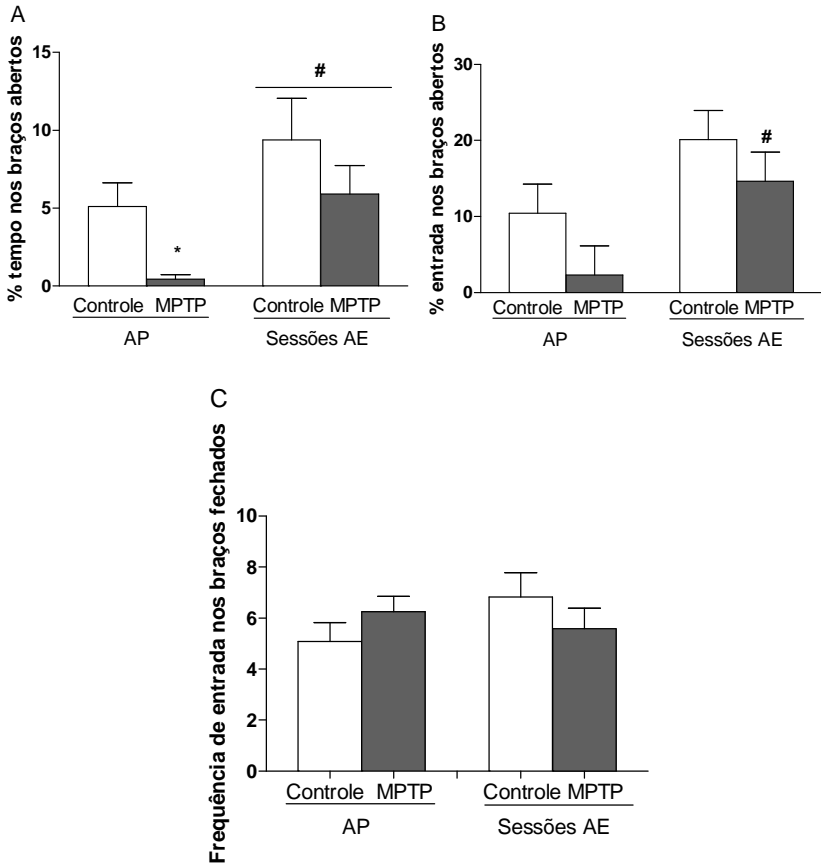 A
% tempo nos braços abertos
15
10
5
0
#
*
Controle MPTP
Controle MPTP
AP
Sessões AE
B
% entrada nos braços abertos
30
20
10
0
#
Controle MPTP
Controle MPTP
AP
Sessões AE
C
Frequência de entrada nos braços fechados
10
8
6
4
2
0
Controle MPTP
Controle MPTP
AP
Sessões AE